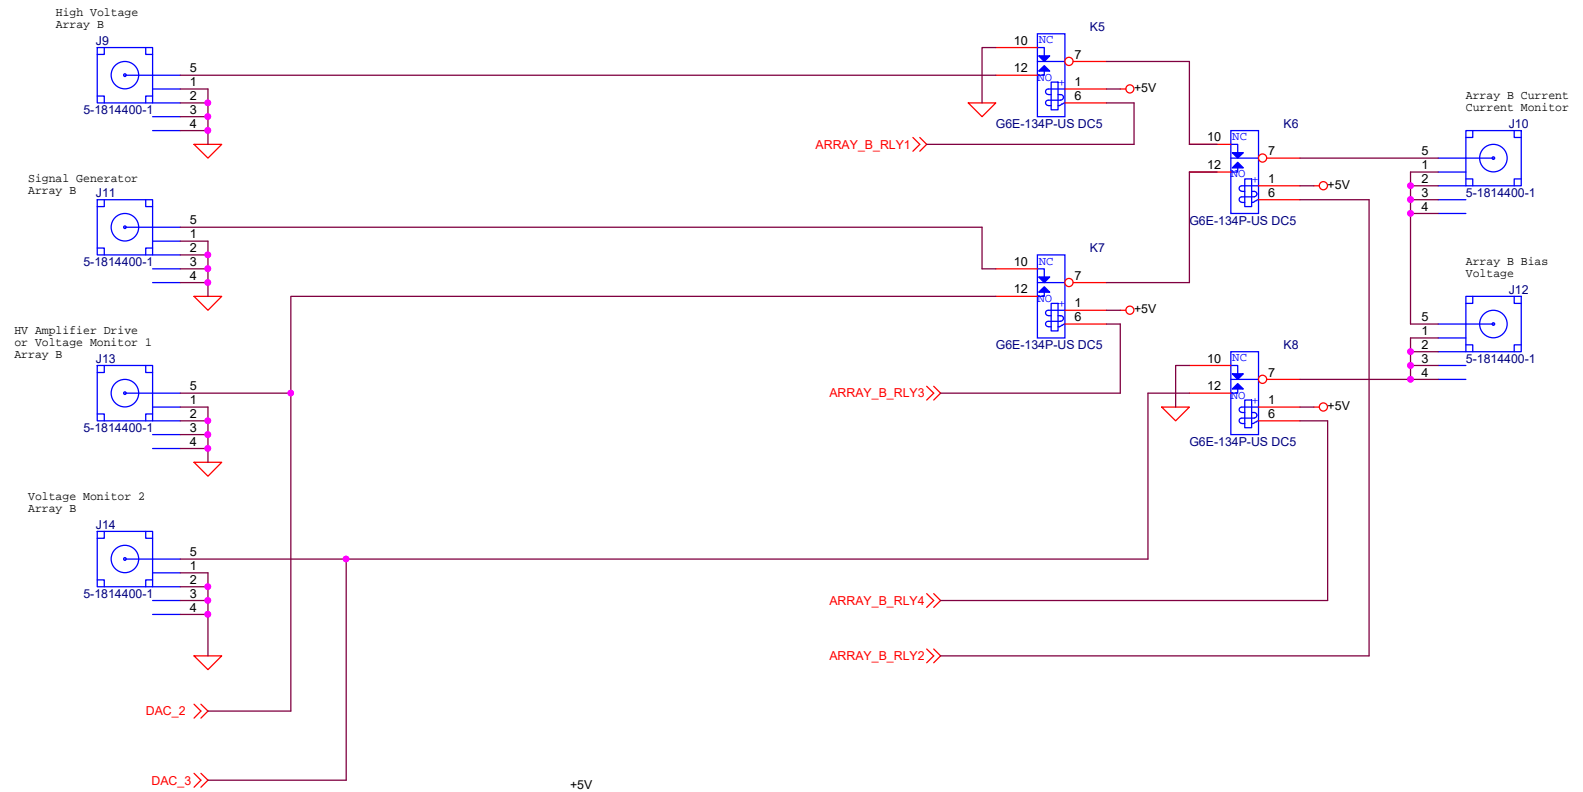 High Voltage
Array B
J9
5
1
2
3
4
5-1814400-1
Signal Generator
Array B
J11
5
1
2
3
4
5-1814400-1
HV Amplifier Drive
or Voltage Monitor 1
Array B
J13
5
1
2
3
4
5-1814400-1
Voltage Monitor 2
Array B
J14
5
1
2
3
4
5-1814400-1
DAC_2
DAC_3
+5V
K5
10
NC
7
12
NO
1
+
+5V
6
G6E-134P-US DC5
ARRAY_B_RLY1
K6
10
NC
7
12
NO
1
+
+5V
6
G6E-134P-US DC5
K7
10
NC
7
12
NO
1
+
+5V
6
G6E-134P-US DC5
ARRAY_B_RLY3
K8
10
NC
7
12
NO
1
+
+5V
6
G6E-134P-US DC5
ARRAY_B_RLY4
ARRAY_B_RLY2
Array B Current
Current Monitor
J10
5
1
2
3
4
5-1814400-1
Array B Bias
Voltage
J12
5
1
2
3
4
5-1814400-1